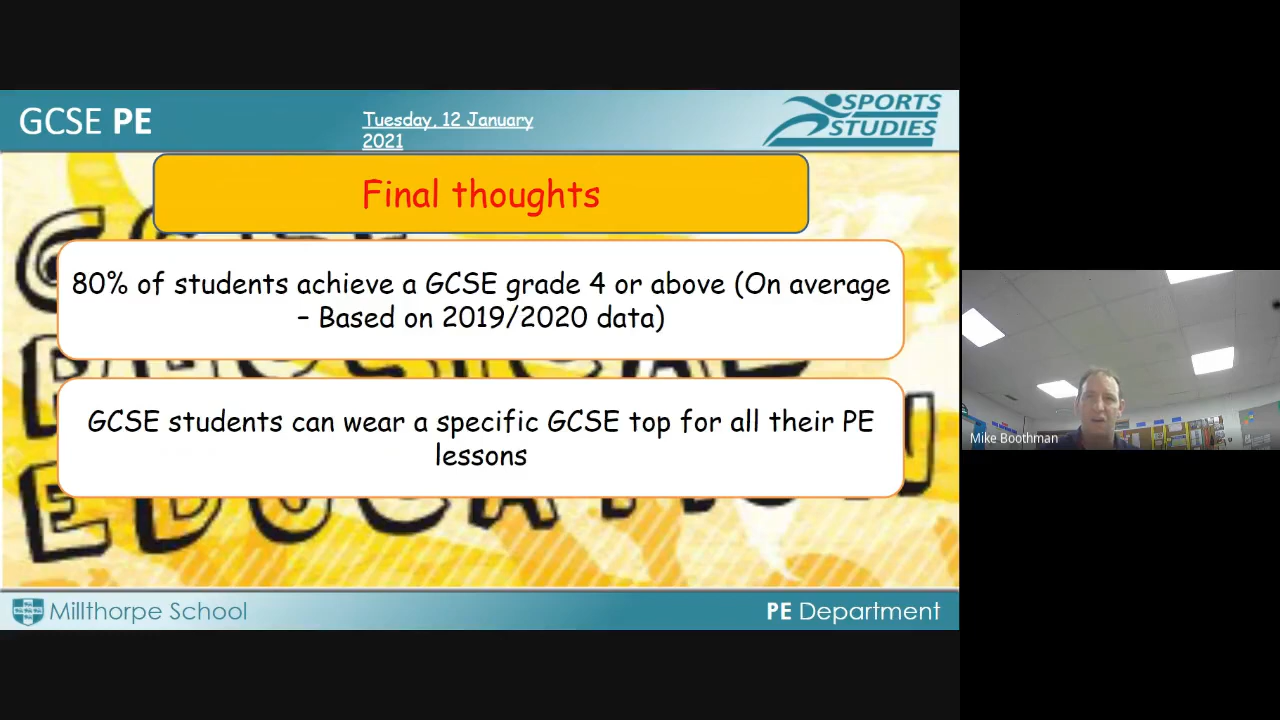 GCSE PE
Tuesday, 12 January
2021
SPORTS
STUDIES
Final thoughts
80% of students achieve a GCSE grade 4 or above (On average
– Based on 2019/2020 data)
GCSE students can wear a specific GCSE top for all their PE
lessons
EDUCATION
Millthorpe School
PE Department
Mike Boothman